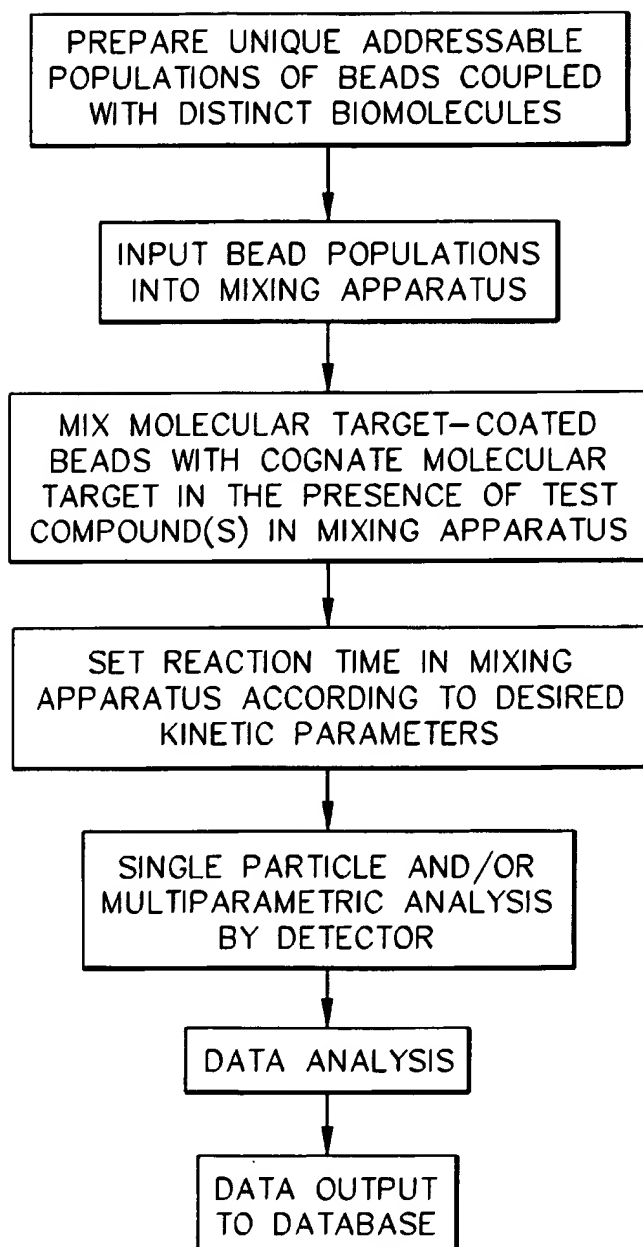 PREPARE UNIQUE ADDRESSABLE
POPULATIONS OF BEADS COUPLED
WITH DISTINCT BIOMOLECULES
INPUT BEAD POPULATIONS
INTO MIXING APPARATUS
MIX MOLECULAR TARGET-COATED
BEADS WITH COGNATE MOLECULAR
TARGET IN THE PRESENCE OF TEST
COMPOUND(S) IN MIXING APPARATUS
SET REACTION TIME IN MIXING
APPARATUS ACCORDING TO DESIRED
KINETIC PARAMETERS
SINGLE PARTICLE AND/OR
MULTIPARAMETRIC ANALYSIS
BY DETECTOR
DATA ANALYSIS
DATA OUTPUT
TO DATABASE